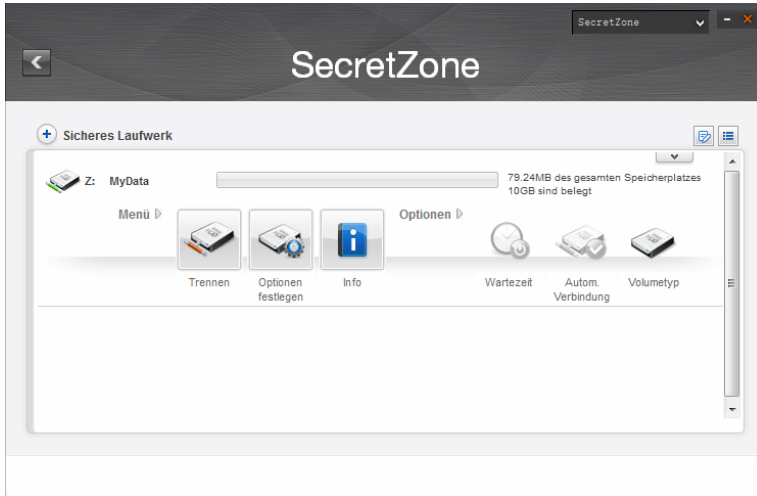 SecretZone
SecretZone
Sicheres Laufwerk
Z: MyData
79.24MB des gesamten Speicherplatzes
10GB sind belegt
Menü
Optionen
Trennen
Optionen
festlegen
Info
Wartezeit
Autom.
Verbindung
Volumetyp